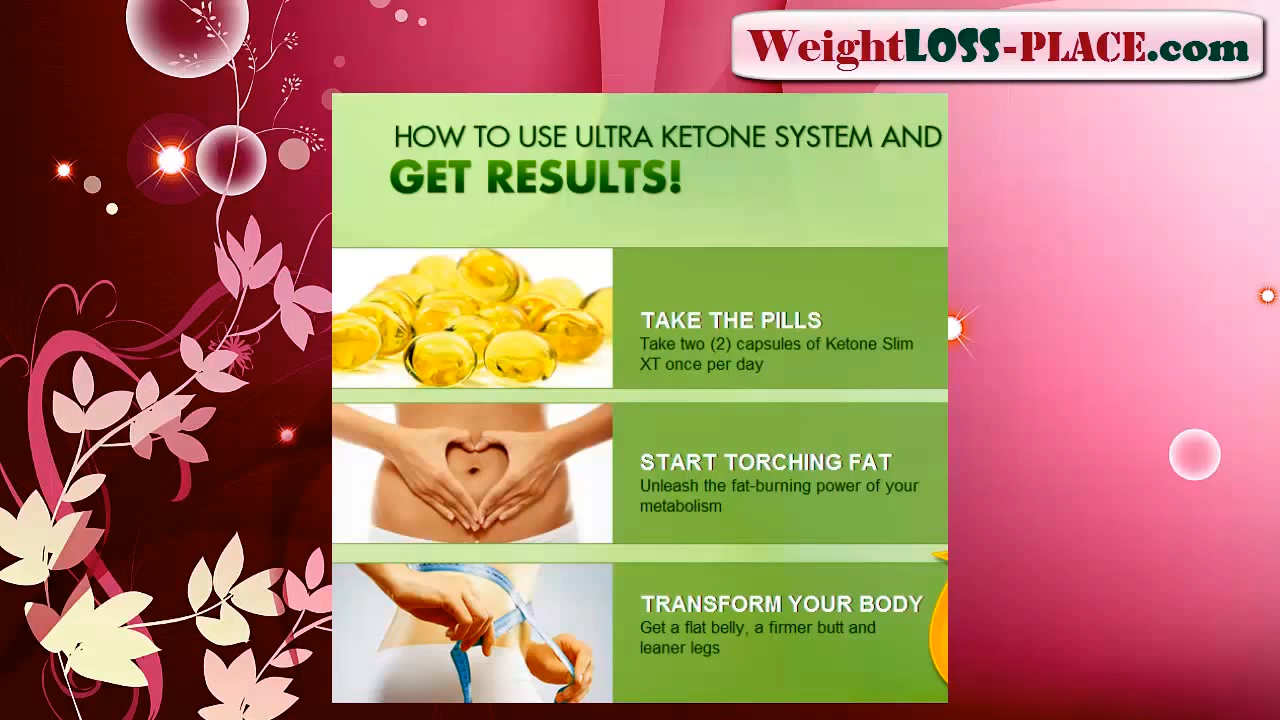 WeightLOSS-PLACE.com
HOW TO USE ULTRA KETONE SYSTEM AND
GET RESULTS!
TAKE THE PILLS
Take two (2) capsules of Ketone Slim
XT once per day
START TORCHING FAT
Unleash the fat-burning power of your
metabolism
TRANSFORM YOUR BODY
Get a flat belly, a firmer butt and
leaner legs